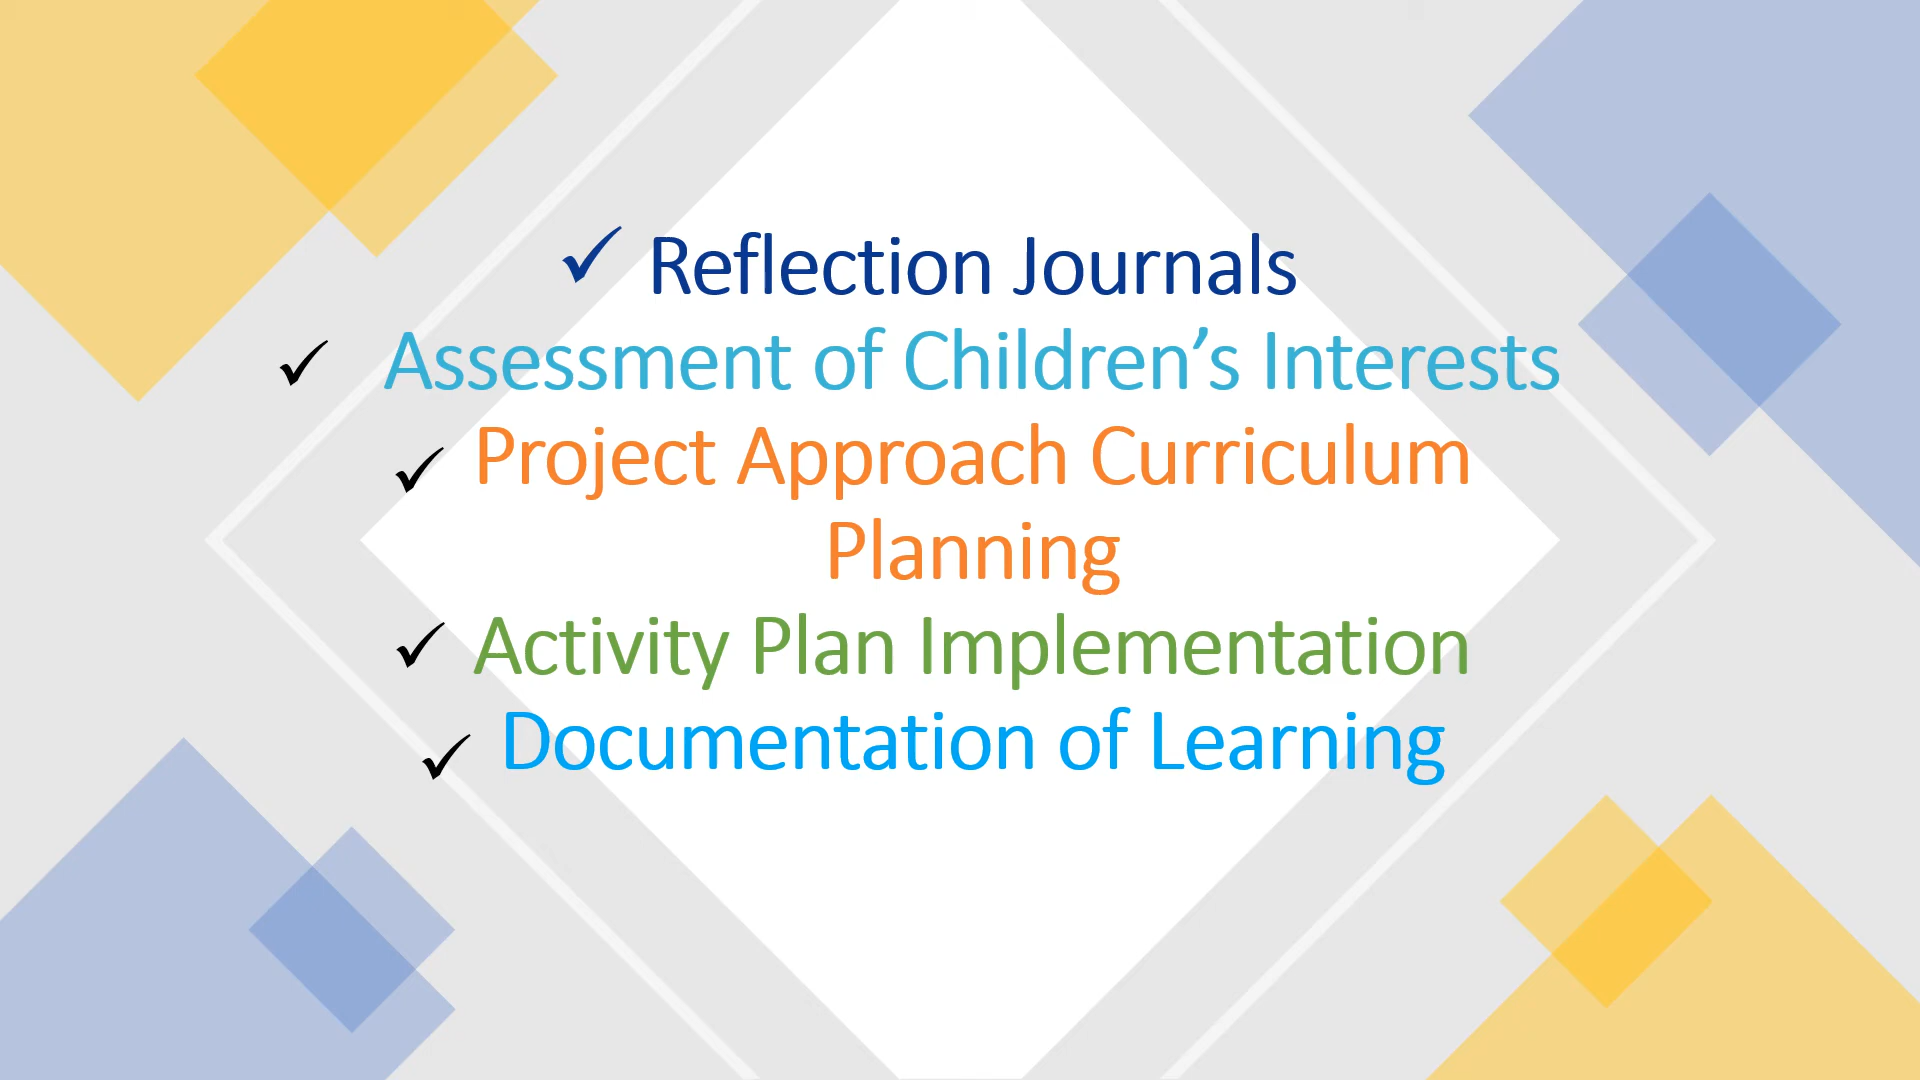 ✓ Reflection Journals
✓ Assessment of Children’s Interests
✓ Project Approach Curriculum
Planning
✓ Activity Plan Implementation
✓ Documentation of Learning